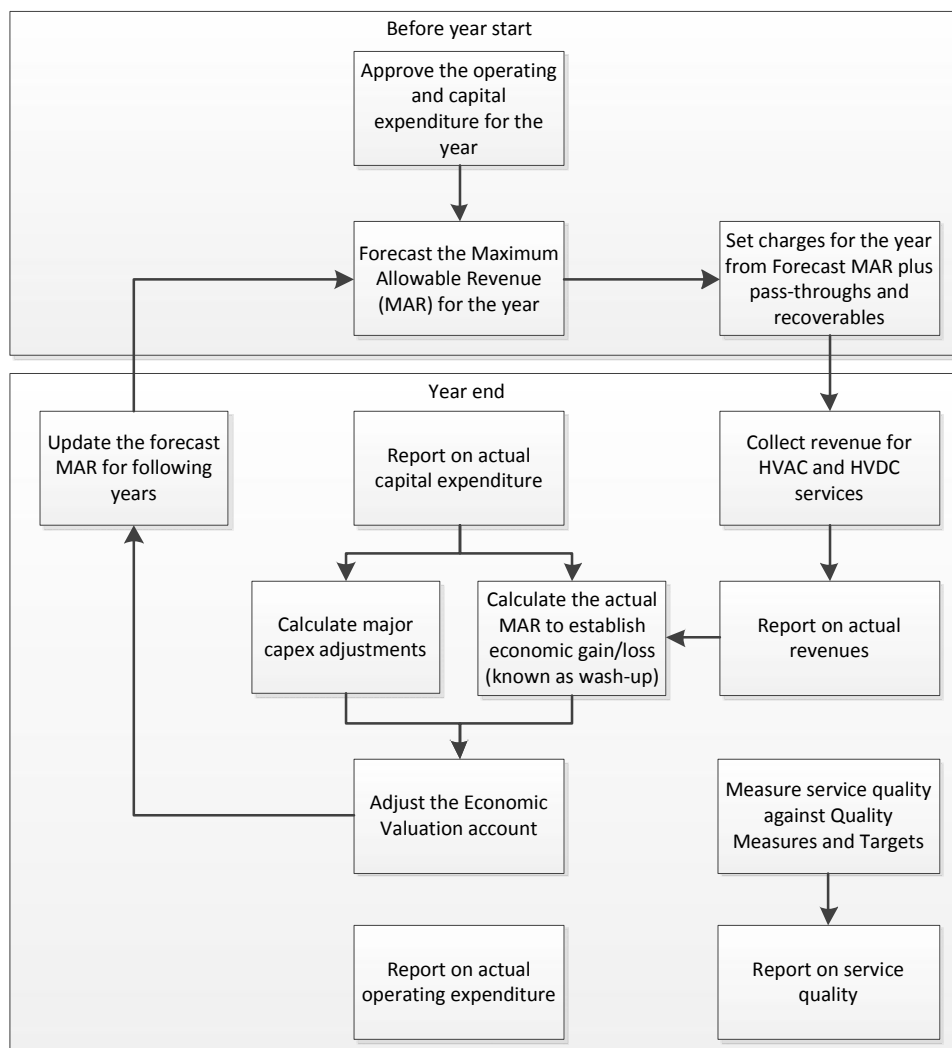 Before year start
Approve the operating
and capital
expenditure for the
year
Forecast the Maximum
Allowable Revenue
(MAR) for the year
Set charges for the year
from Forecast MAR plus
pass-throughs and
recoverables
Year end
Update the forecast
MAR for following
years
Report on actual
capital expenditure
Collect revenue for
HVAC and HVDC
services
Calculate major
capex adjustments
Calculate the actual
MAR to establish
economic gain/loss
(known as wash-up)
Report on actual
revenues
Adjust the Economic
Valuation account
Measure service quality
against Quality
Measures and Targets
Report on actual
operating expenditure
Report on service
quality